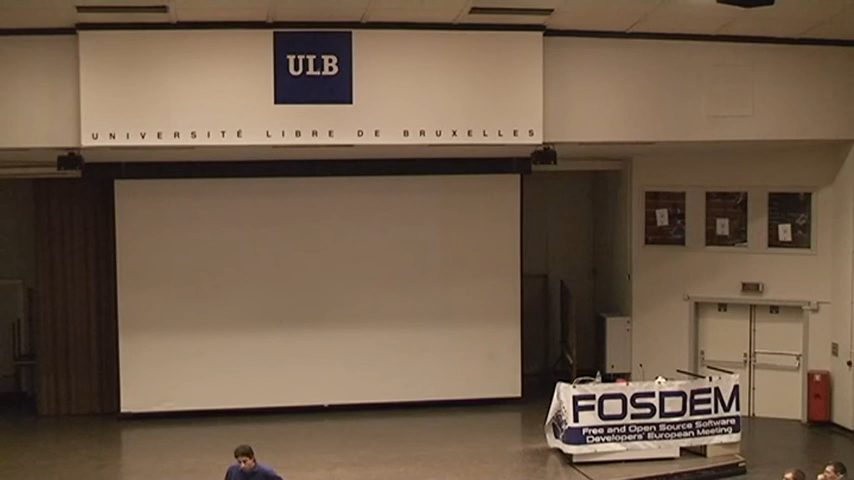 ULB
UNIVERSITÉ LIBRE DE BRUXELLES
FOSDEM
Free and Open Source Software
Developers' European Meeting